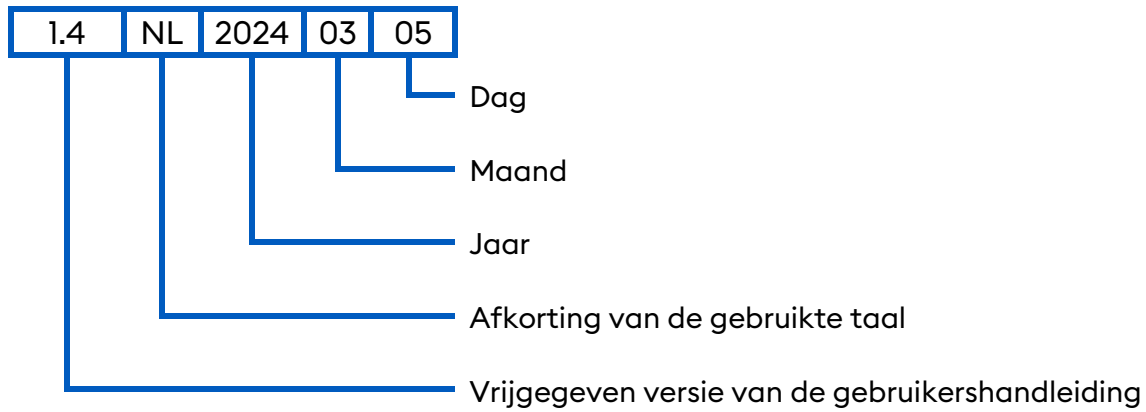 1.4 NL 2024 03 05
Dag
Maand
Jaar
Afkorting van de gebruikte taal
Vrijgegeven versie van de gebruikershandleiding